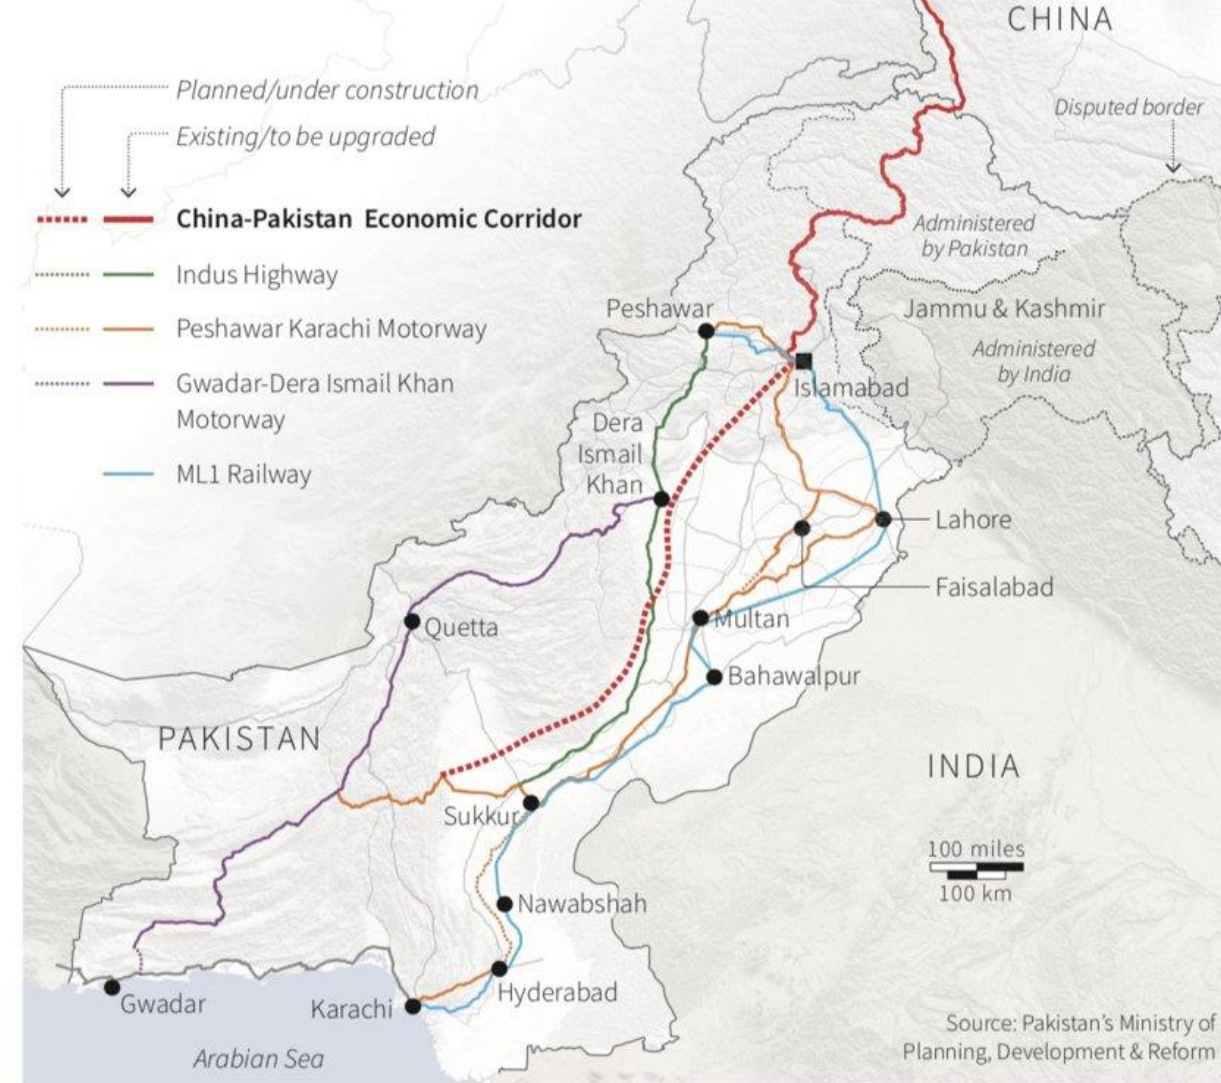 CHINA
Planned/under construction
Disputed border
Existing/to be upgraded
China-Pakistan Economic Corridor
Administered
by Pakistan
Indus Highway
Peshawar
Jammu & Kashmir
Peshawar Karachi Motorway
Administered
by India
Gwadar-Dera Ismail Khan
Motorway
Islamabad
Dera
Ismail
Khan
ML1 Railway
Lahore
Faisalabad
Multan
Quetta
Bahawalpur
PAKISTAN
INDIA
Sukkur
100 miles
100 km
Nawabshah
Hyderabad
Gwadar
Karachi
Arabian Sea
Source: Pakistan's Ministry of
Planning, Development & Reform